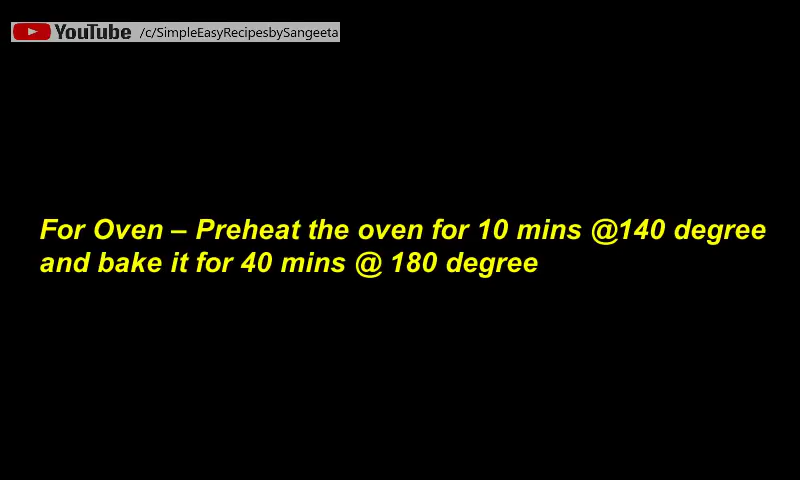 YouTube /c/SimpleEasyRecipesbySangeeta
For Oven – Preheat the oven for 10 mins @140 degree
and bake it for 40 mins @ 180 degree